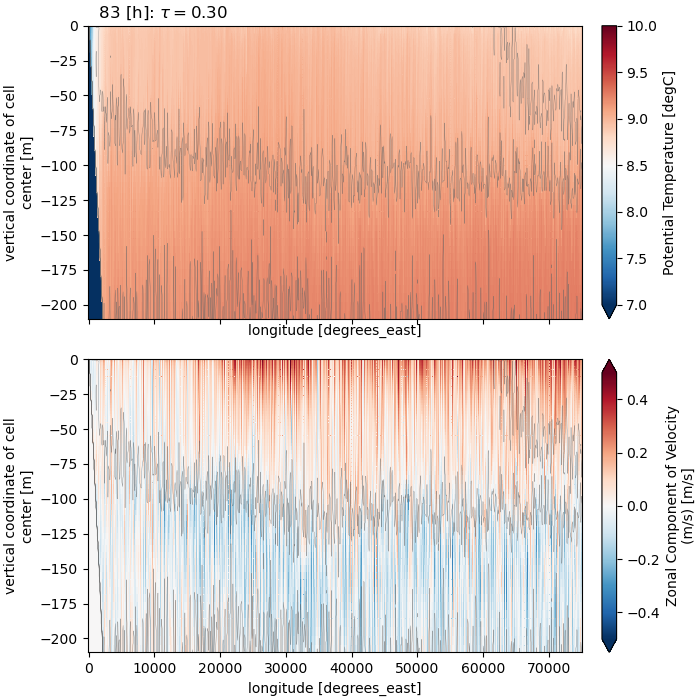 83 [h]: τ = 0.30
0
−25
−50
−75
−100
−125
−150
−175
−200
vertical coordinate of cell
center [m]
longitude [degrees_east]
10.0
9.5
9.0
8.5
8.0
7.5
7.0
Potential Temperature [degC]
0
−25
−50
−75
−100
−125
−150
−175
−200
vertical coordinate of cell
center [m]
0 10000 20000 30000 40000 50000 60000 70000
longitude [degrees_east]
0.4
0.2
0.0
−0.2
−0.4
Zonal Component of Velocity
(m/s) [m/s]